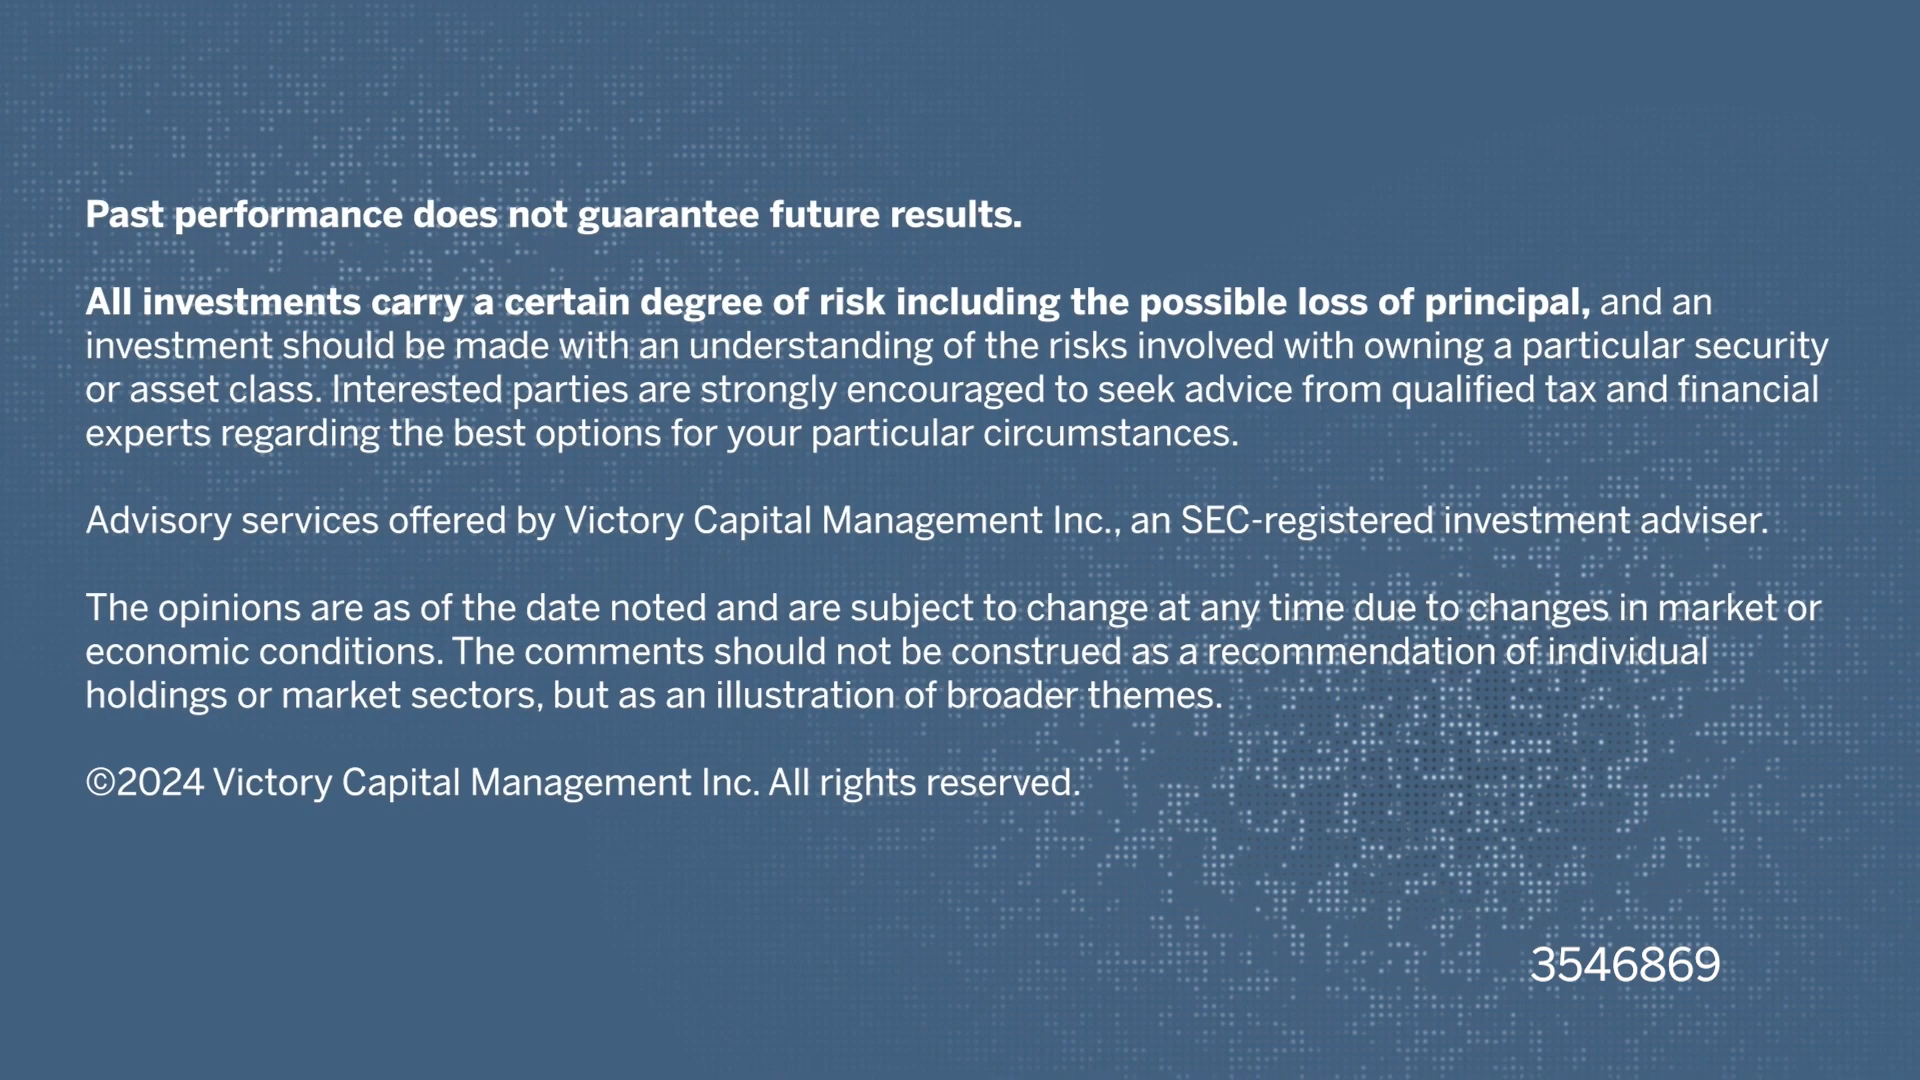 Past performance does not guarantee future results.
All investments carry a certain degree of risk including the possible loss of principal, and an
investment should be made with an understanding of the risks involved with owning a particular security
or asset class. Interested parties are strongly encouraged to seek advice from qualified tax and financial
experts regarding the best options for your particular circumstances.
Advisory services offered by Victory Capital Management Inc., an SEC-registered investment adviser.
The opinions are as of the date noted and are subject to change at any time due to changes in market or
economic conditions. The comments should not be construed as a recommendation of individual
holdings or market sectors, but as an illustration of broader themes.
©2024 Victory Capital Management Inc. All rights reserved.
3546869